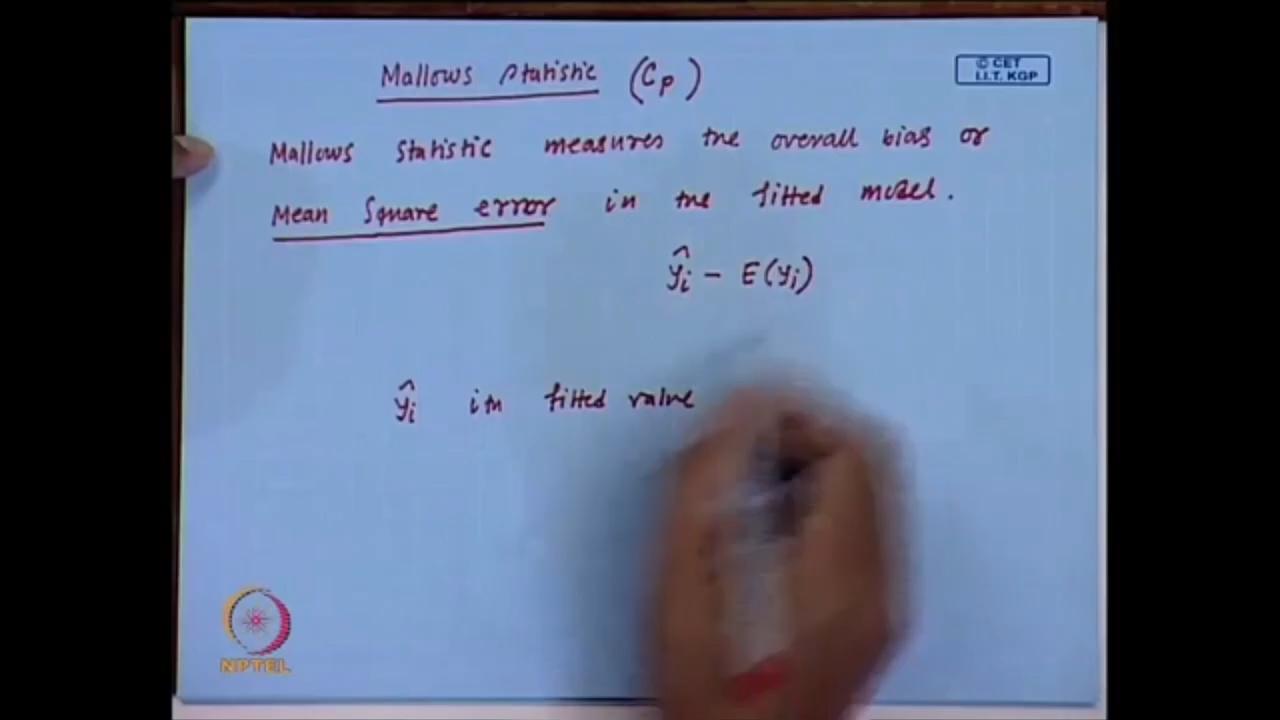 Mallows Statistic (Cp)
© CET
I.I.T. KGP
Mallows Statistic measures the overall bias or
Mean Square error in the fitted model.
ŷi - E(yi)
ŷi ith fitted value
NPTEL